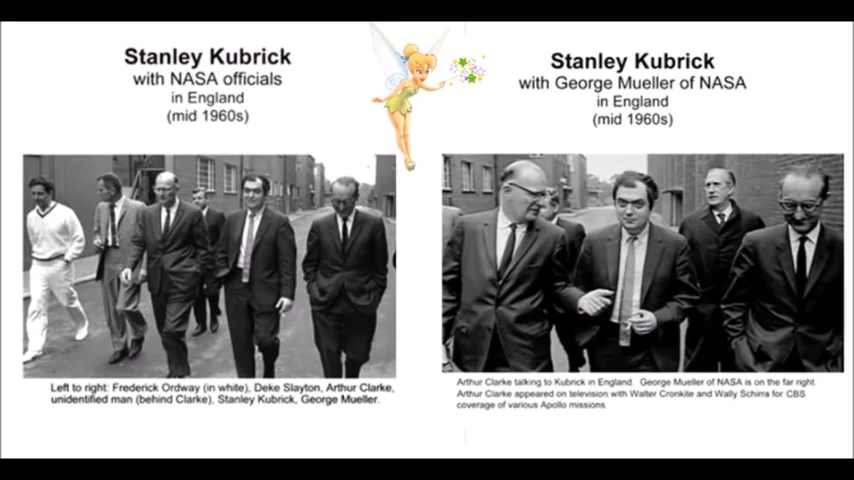 Stanley Kubrick
with NASA officials
in England
(mid 1960s)
Left to right: Frederick Ordway (in white), Deke Slayton, Arthur Clarke,
unidentified man (behind Clarke), Stanley Kubrick, George Mueller.
Stanley Kubrick
with George Mueller of NASA
in England
(mid 1960s)
Arthur Clarke talking to Kubrick in England. George Mueller of NASA is on the far right.
Arthur Clarke appeared on television with Walter Cronkite and Wally Schirra for CBS
coverage of various Apollo missions.